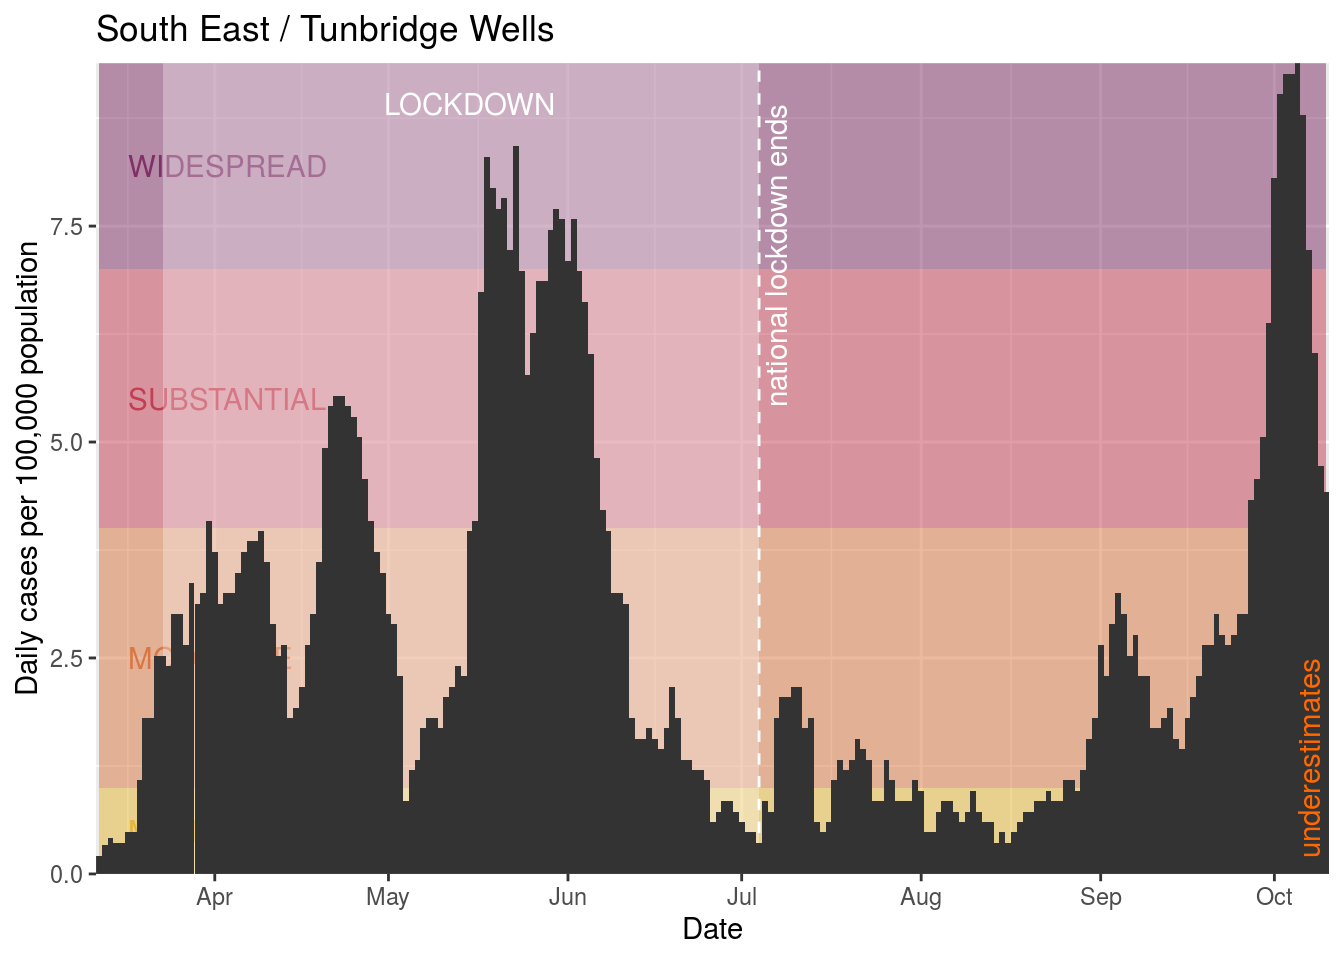 South East / Tunbridge Wells
LOCKDOWN
WIDESPREAD
SUBSTANTIAL
national lockdown ends
underestimates
Daily cases per 100,000 population
7.5
5.0
2.5
0.0
Apr
May
Jun
Jul
Aug
Sep
Oct
Date